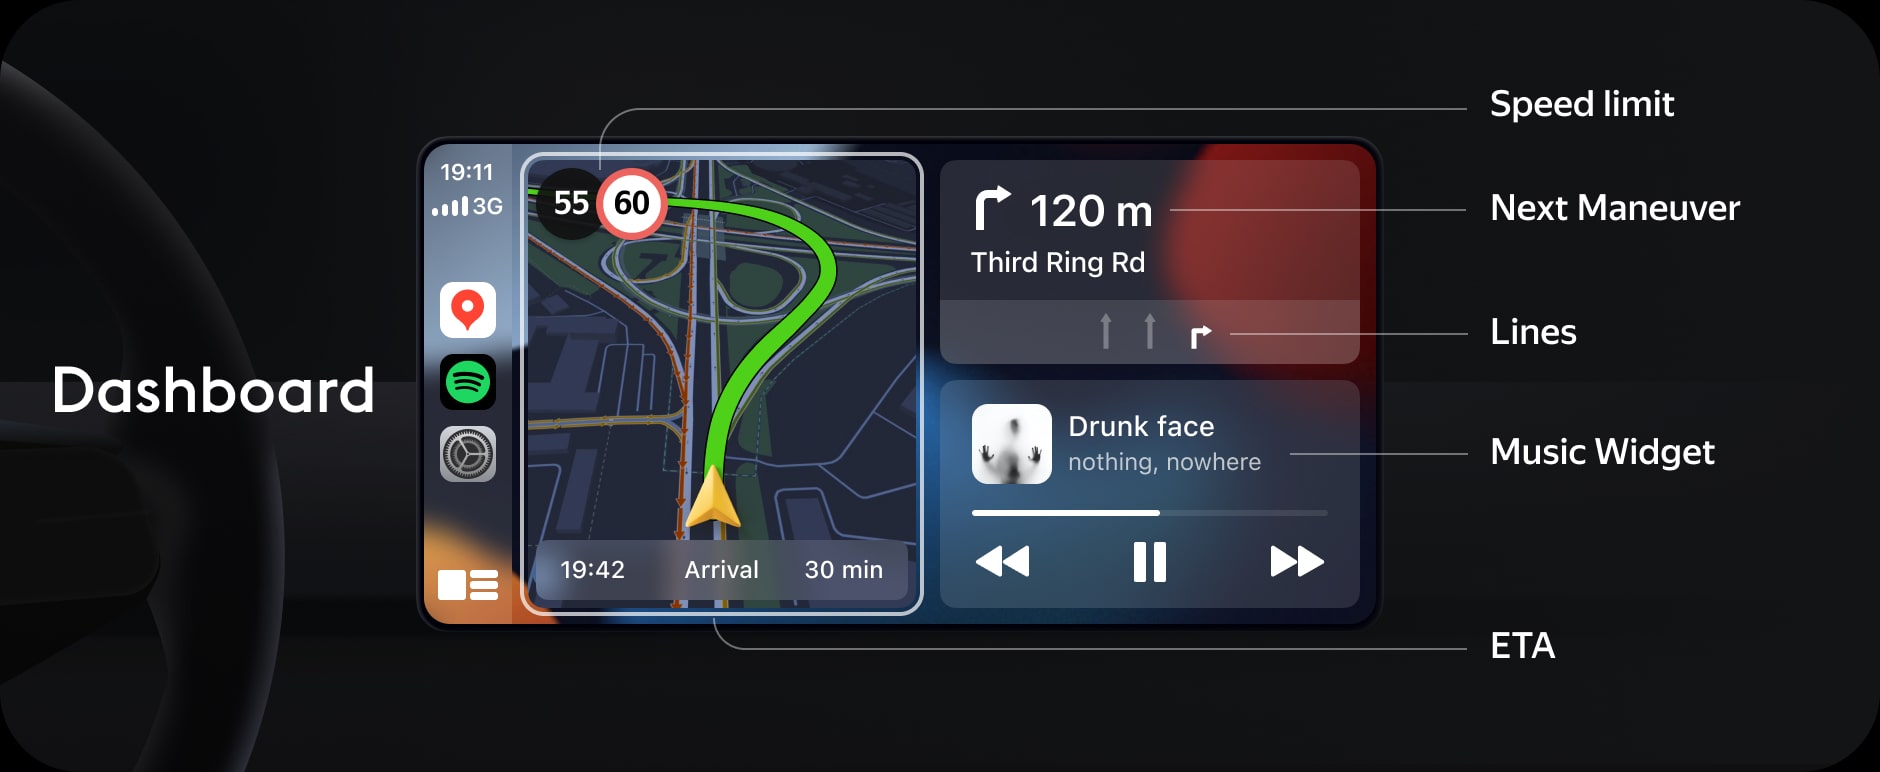 Dashboard
19:11
3G
55
60
19:42 Arrival 30 min
120 m
Third Ring Rd
Drunk face
nothing, nowhere
Speed limit
Next Maneuver
Lines
Music Widget
ETA